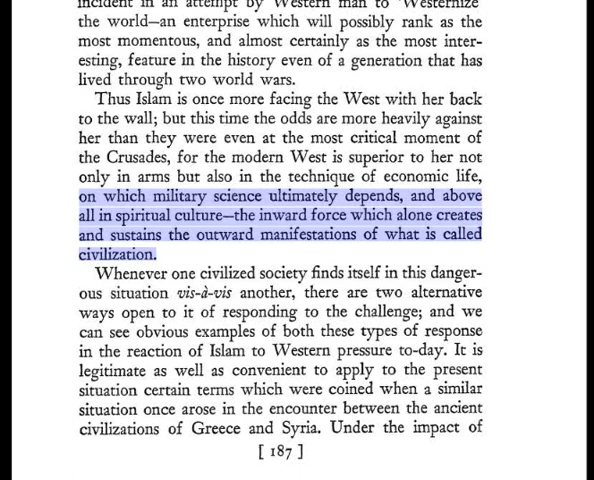 incident in an attempt by Western man to 'Westernize'
the world—an enterprise which will possibly rank as the
most momentous, and almost certainly as the most inter-
esting, feature in the history even of a generation that has
lived through two world wars.
Thus Islam is once more facing the West with her back
to the wall; but this time the odds are more heavily against
her than they were even at the most critical moment of
the Crusades, for the modern West is superior to her not
only in arms but also in the technique of economic life,
on which military science ultimately depends, and above
all in spiritual culture—the inward force which alone creates
and sustains the outward manifestations of what is called
civilization.
Whenever one civilized society finds itself in this danger-
ous situation vis-à-vis another, there are two alternative
ways open to it of responding to the challenge; and we
can see obvious examples of both these types of response
in the reaction of Islam to Western pressure to-day. It is
legitimate as well as convenient to apply to the present
situation certain terms which were coined when a similar
situation once arose in the encounter between the ancient
civilizations of Greece and Syria. Under the impact of
[ 187 ]